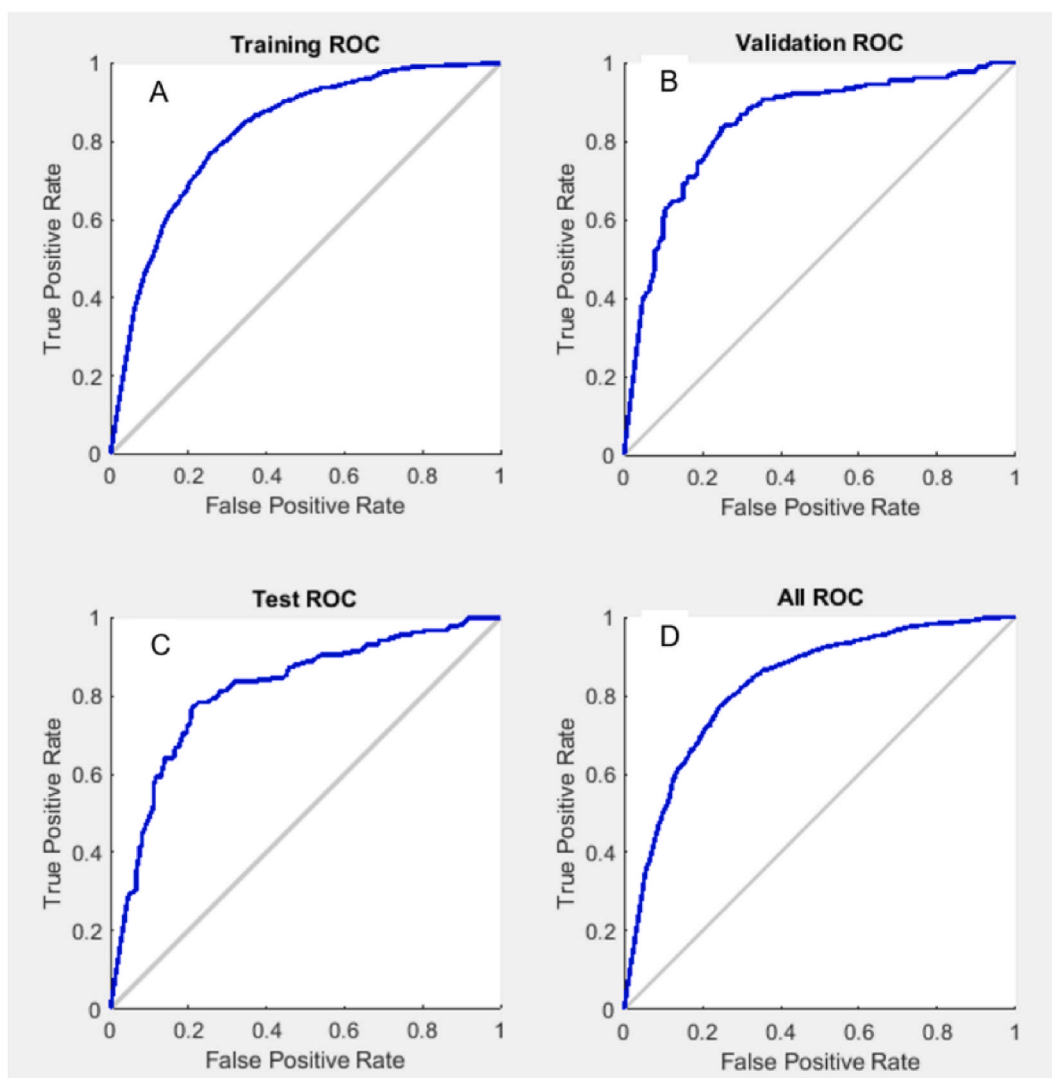 Training ROC
A
True Positive Rate
1
0.8
0.6
0.4
0.2
0
0 0.2 0.4 0.6 0.8 1
False Positive Rate
Validation ROC
B
True Positive Rate
1
0.8
0.6
0.4
0.2
0
0 0.2 0.4 0.6 0.8 1
False Positive Rate
Test ROC
C
True Positive Rate
1
0.8
0.6
0.4
0.2
0
0 0.2 0.4 0.6 0.8 1
False Positive Rate
All ROC
D
True Positive Rate
1
0.8
0.6
0.4
0.2
0
0 0.2 0.4 0.6 0.8 1
False Positive Rate